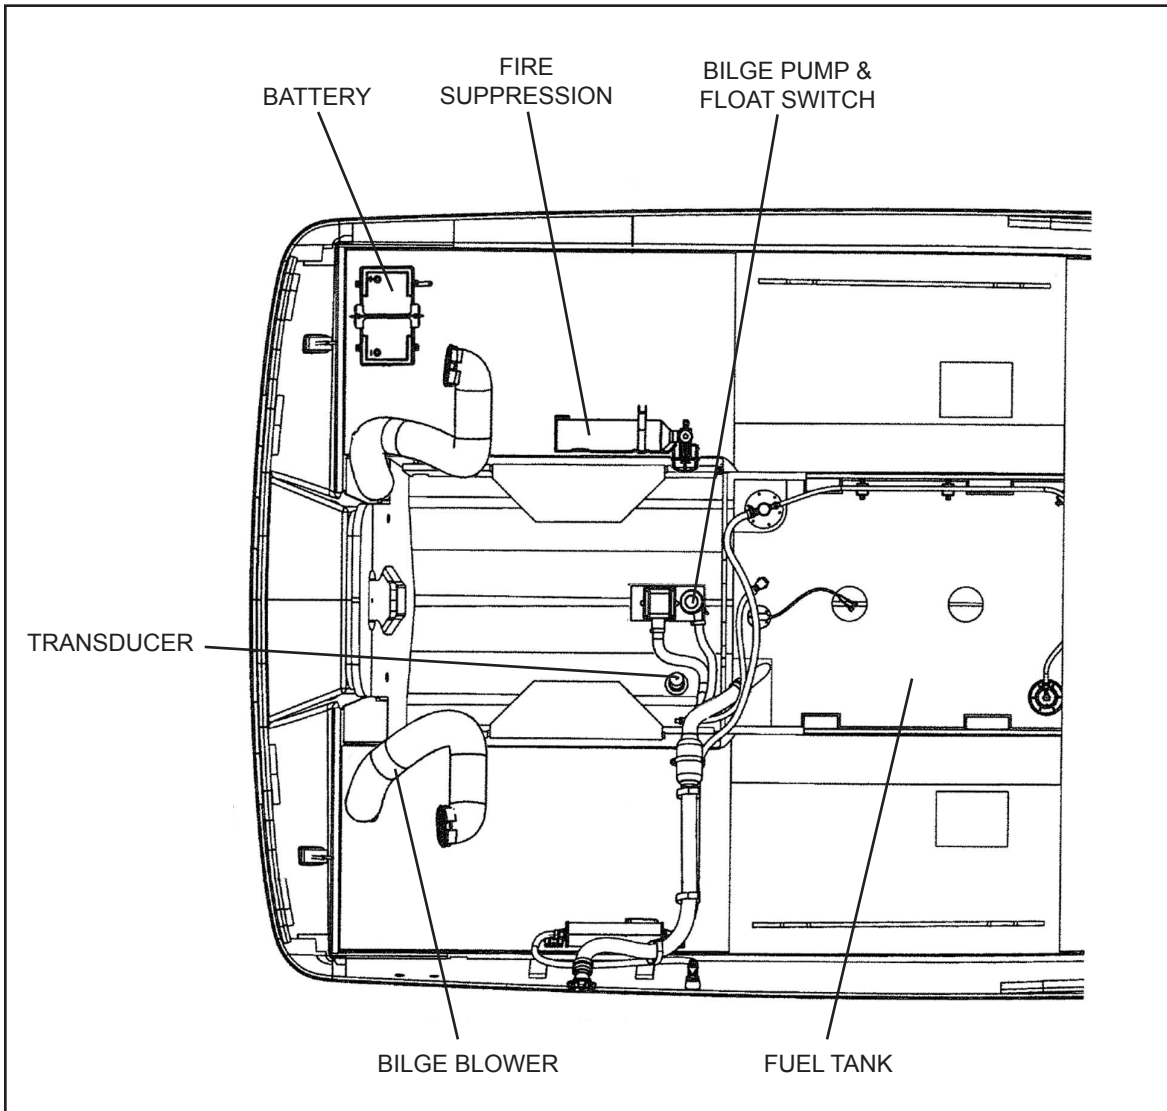 FIRE
SUPPRESSION
BILGE PUMP &
FLOAT SWITCH
BATTERY
TRANSDUCER
BILGE BLOWER
FUEL TANK